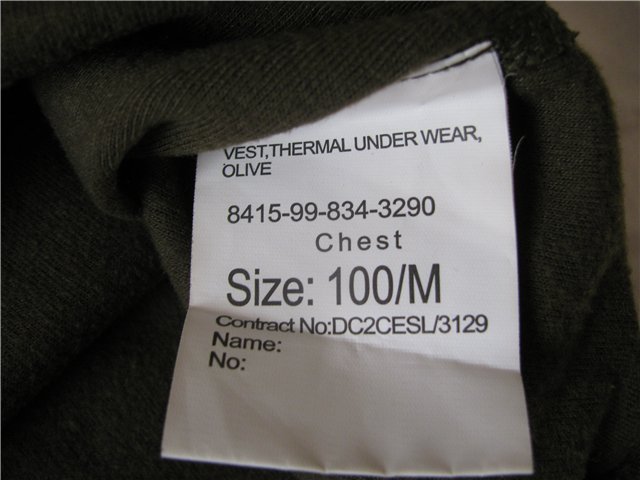 VEST,THERMAL UNDER WEAR,
OLIVE
8415-99-834-3290
Chest
Size: 100/M
Contract No:DC2CESL/3129
Name:
No: